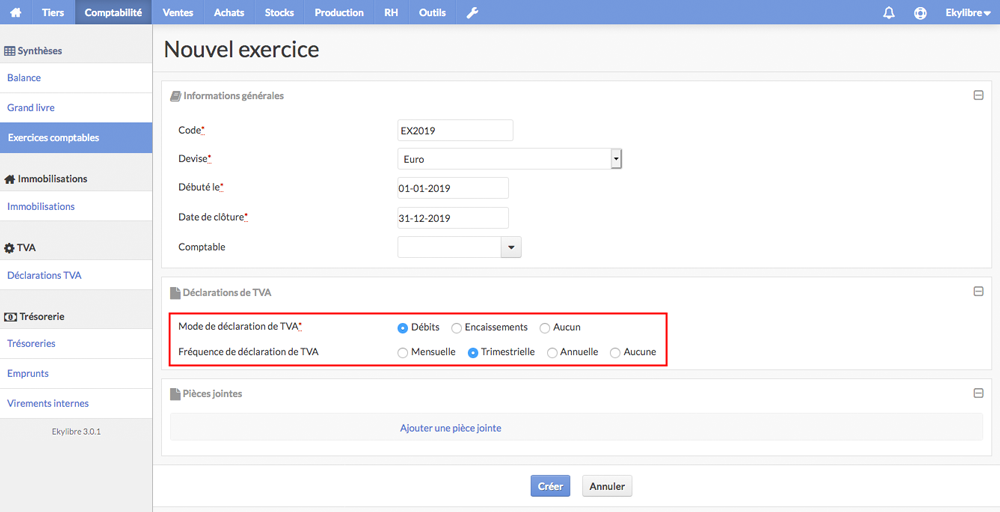 Tiers Comptabilité Ventes Achats Stocks Production RH Outils Ekylibre
Synthèses
Balance
Grand livre
Exercices comptables
Immobilisations
Immobilisations
TVA
Déclarations TVA
Trésorerie
Trésoreries
Emprunts
Virements internes
Ekylibre 3.0.1
Nouvel exercice
Informations générales
Code* EX2019
Devise* Euro
Débuté le* 01-01-2019
Date de clôture* 31-12-2019
Comptable
Déclarations de TVA
Mode de déclaration de TVA* Débits Encaissements Aucun
Fréquence de déclaration de TVA Mensuelle Trimestrielle Annuelle Aucune
Pièces jointes
Ajouter une pièce jointe
Créer Annuler